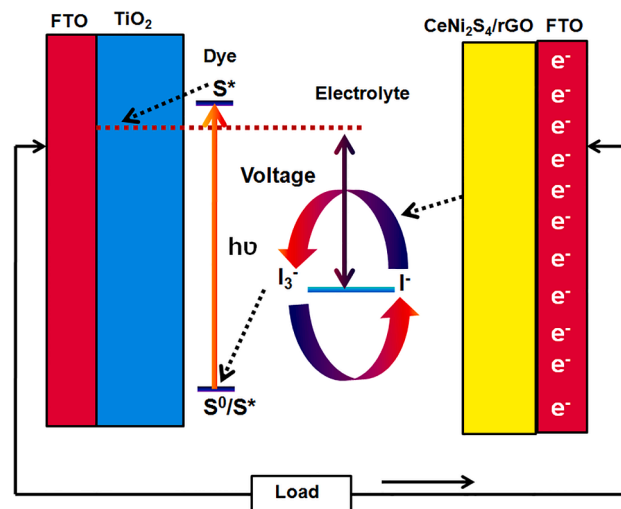 FTO TiO₂
CeNi₂S₄/rGO FTO
Dye
S*
Electrolyte
Voltage
hυ
I₃⁻
I⁻
S⁰/S*
e⁻
e⁻
e⁻
e⁻
e⁻
e⁻
e⁻
e⁻
e⁻
e⁻
e⁻
Load